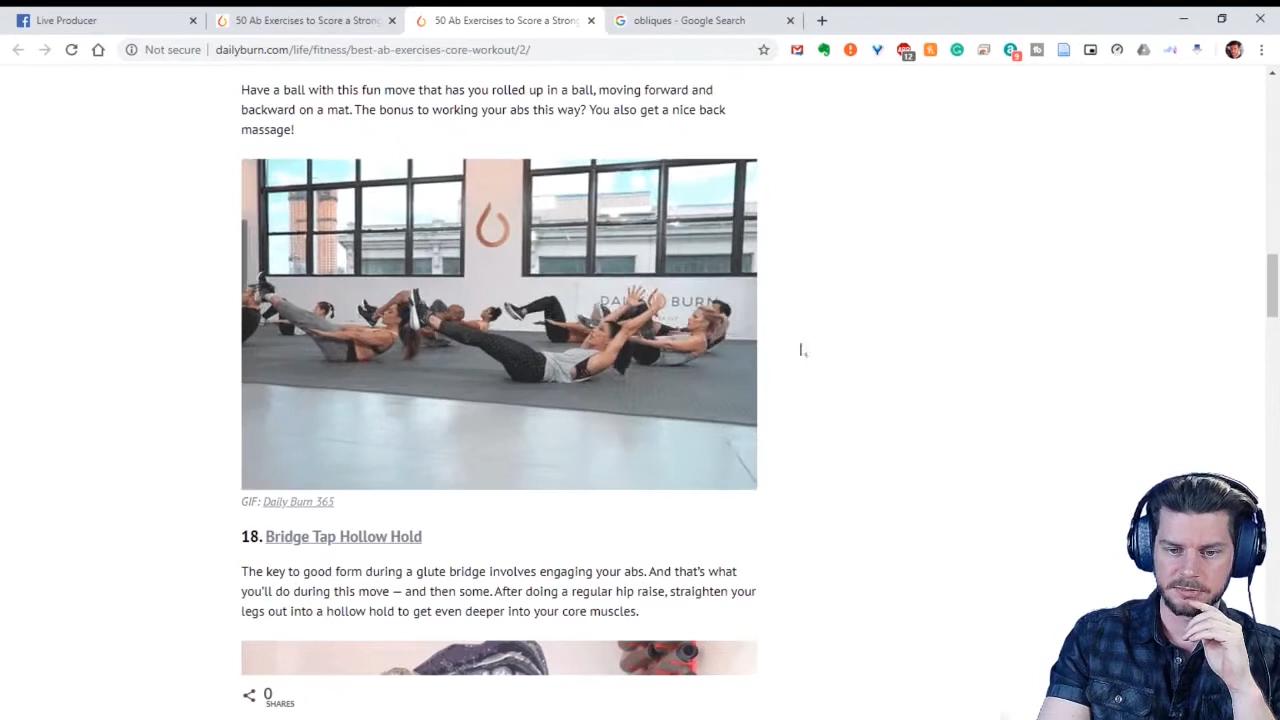 Live Producer
50 Ab Exercises to Score a Strong
50 Ab Exercises to Score a Strong
obliques - Google Search
Not secure
dailyburn.com/life/fitness/best-ab-exercises-core-workout/2/
12
9
Have a ball with this fun move that has you rolled up in a ball, moving forward and
backward on a mat. The bonus to working your abs this way? You also get a nice back
massage!
DAILY BURN
GIF: Daily Burn 365
18. Bridge Tap Hollow Hold
The key to good form during a glute bridge involves engaging your abs. And that's what
you'll do during this move — and then some. After doing a regular hip raise, straighten your
legs out into a hollow hold to get even deeper into your core muscles.
0
SHARES